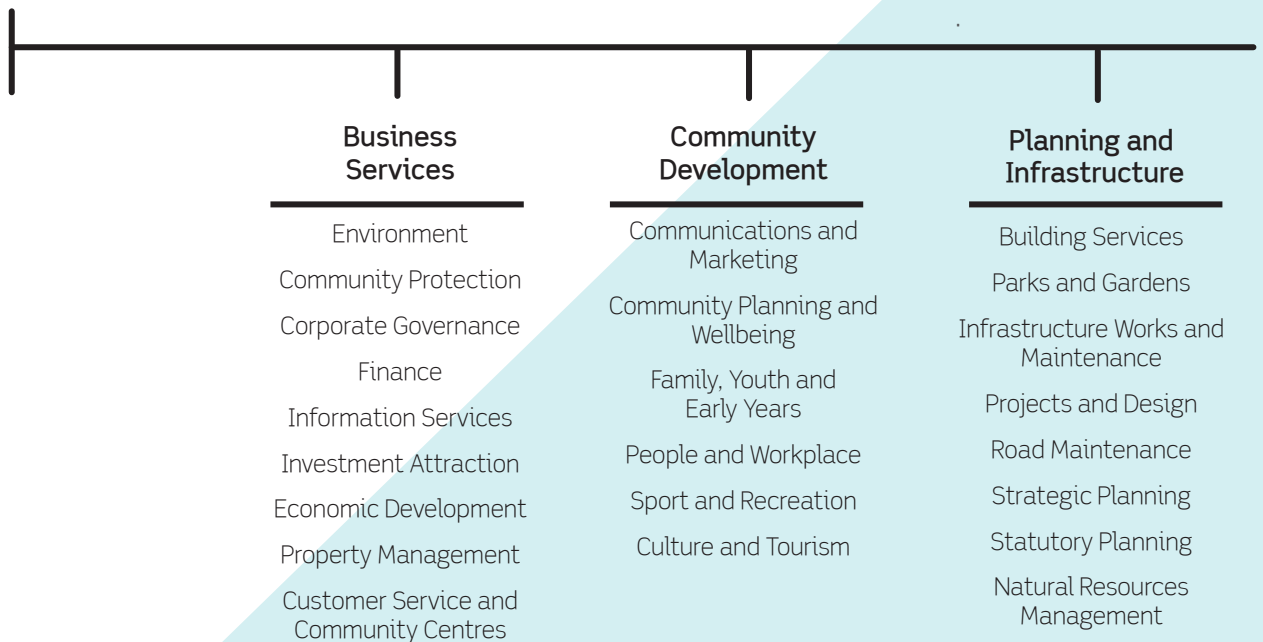 Business
Services
Environment
Community Protection
Corporate Governance
Finance
Information Services
Investment Attraction
Economic Development
Property Management
Customer Service and
Community Centres
Community
Development
Communications and
Marketing
Community Planning and
Wellbeing
Family, Youth and
Early Years
People and Workplace
Sport and Recreation
Culture and Tourism
Planning and
Infrastructure
Building Services
Parks and Gardens
Infrastructure Works and
Maintenance
Projects and Design
Road Maintenance
Strategic Planning
Statutory Planning
Natural Resources
Management